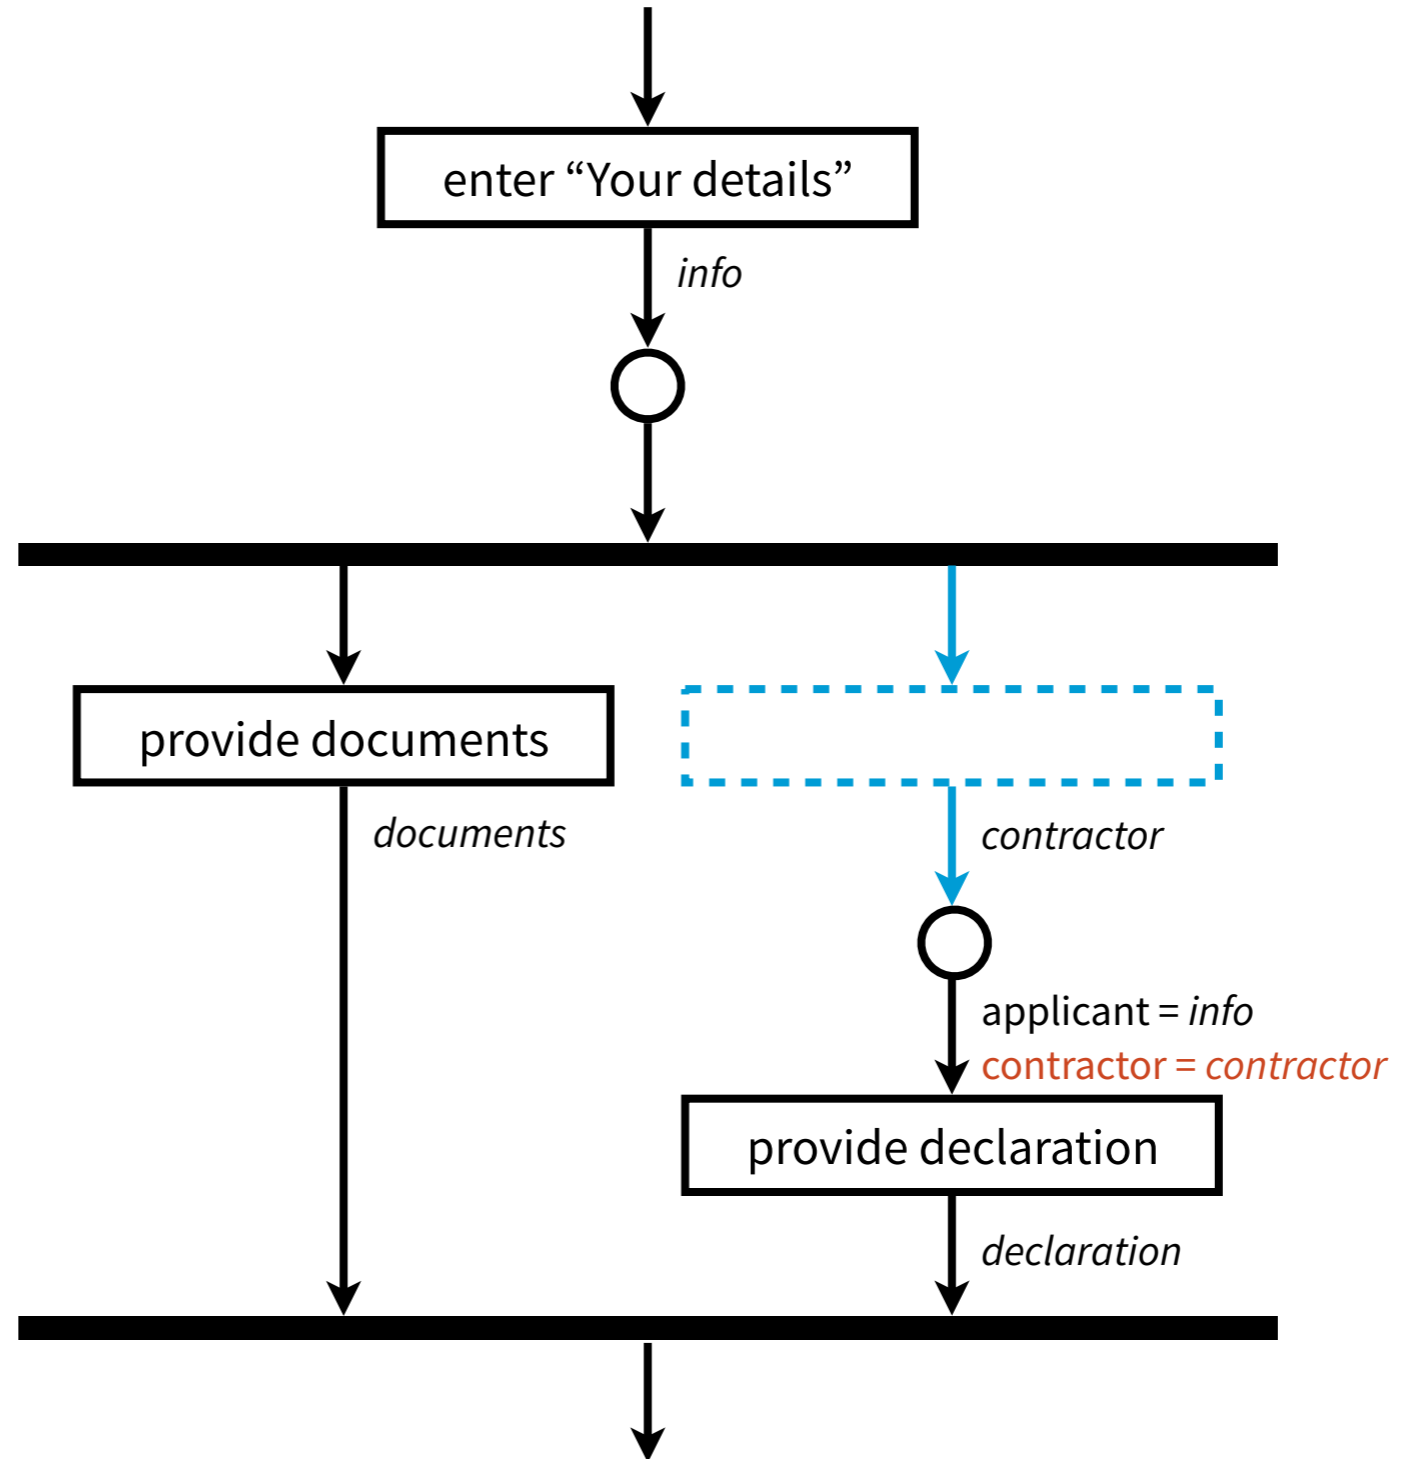 enter “Your details”
info
provide documents
documents
contractor
applicant = info
contractor = contractor
provide declaration
declaration